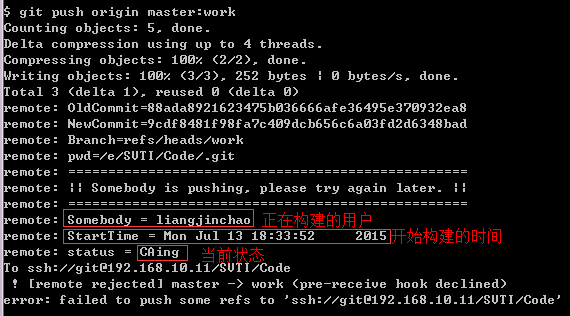 $ git push origin master:work
Counting objects: 5, done.
Delta compression using up to 4 threads.
Compressing objects: 100% (2/2), done.
Writing objects: 100% (3/3), 252 bytes | 0 bytes/s, done.
Total 3 (delta 1), reused 0 (delta 0)
remote: OldCommit=88ada8921623475b036666afe36495e370932ea8
remote: NewCommit=9cdf8481f98fa7c409dcb656c6a03fd2d6348bad
remote: Branch=refs/heads/work
remote: pwd=/e/SVTI/Code/.git
remote: ==================================================
remote: || Somebody is pushing, please try again later. ||
remote: ==================================================
remote: Somebody = liangjinchao 正在构建的用户
remote: StartTime = Mon Jul 13 18:33:52     2015 开始构建的时间
remote: status = CAing 当前状态
To ssh://git@192.168.10.11/SVTI/Code
 ! [remote rejected] master -> work (pre-receive hook declined)
error: failed to push some refs to 'ssh://git@192.168.10.11/SVTI/Code'